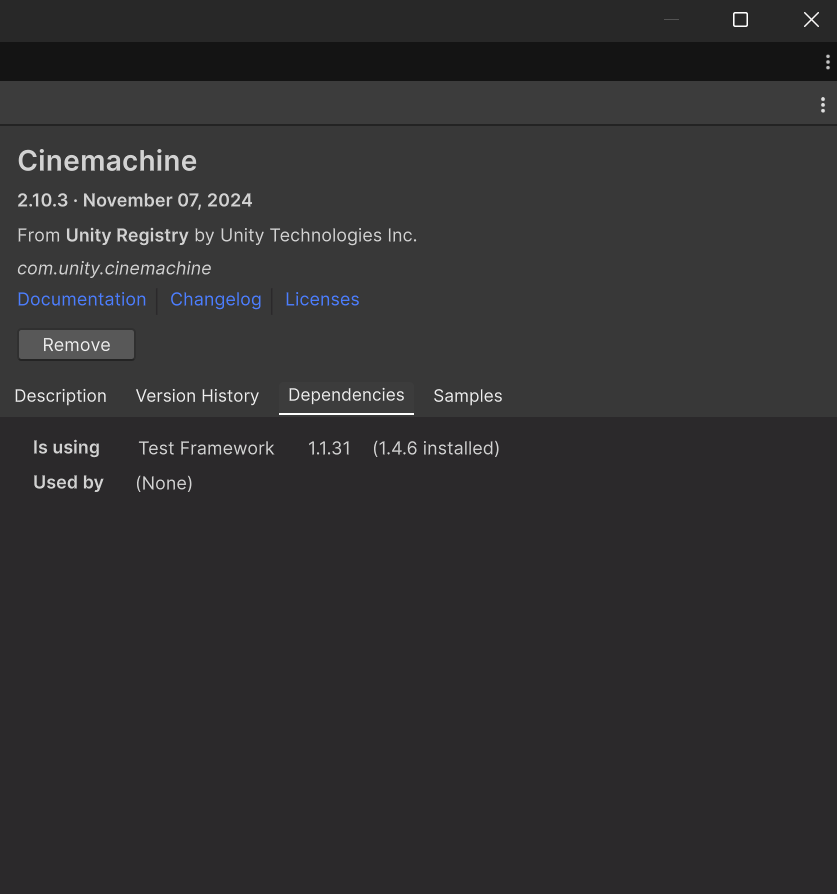 Cinemachine
2.10.3 · November 07, 2024
From Unity Registry by Unity Technologies Inc.
com.unity.cinemachine
Documentation Changelog Licenses
Remove
Description Version History Dependencies Samples
Is using Test Framework 1.1.31 (1.4.6 installed)
Used by (None)